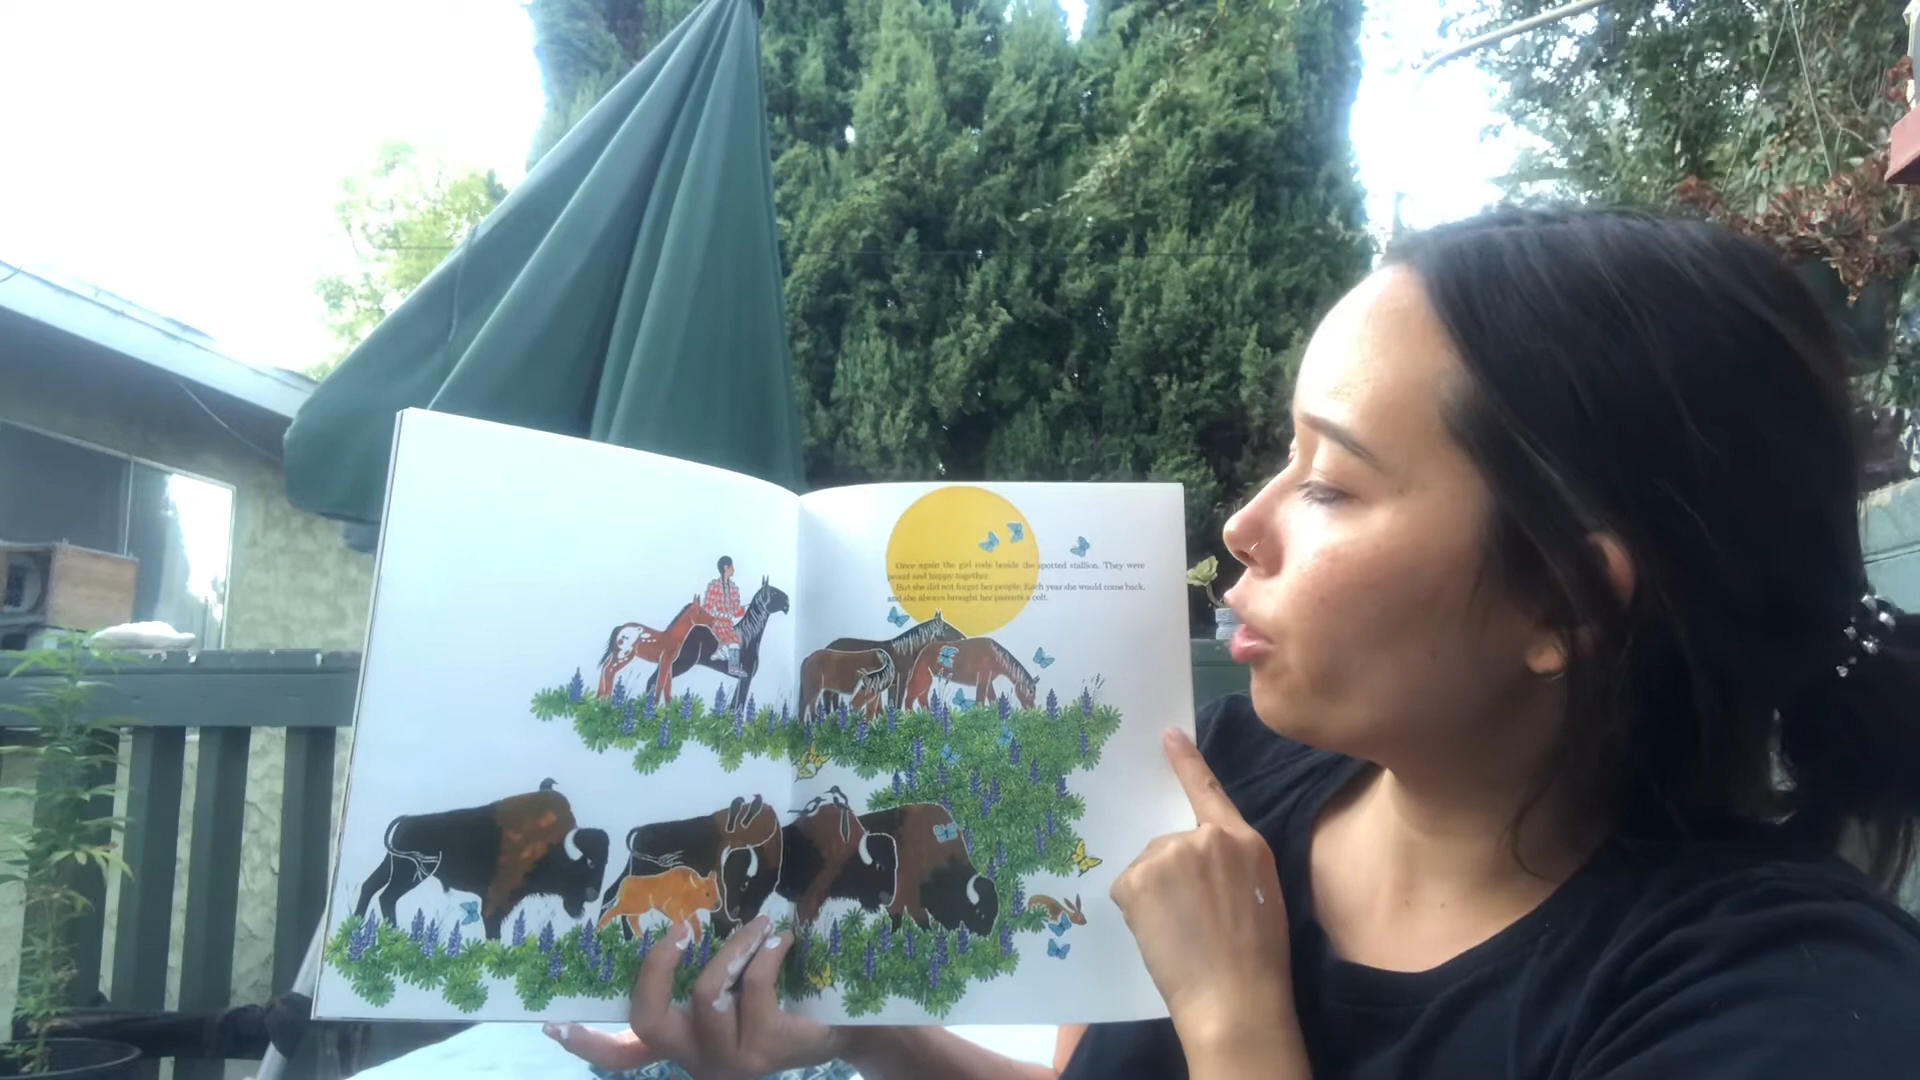 Once again the girl rode beside the spotted stallion. They were
proud and happy together.
But she did not forget her people. Each year she would come back,
and she always brought her parents a colt.